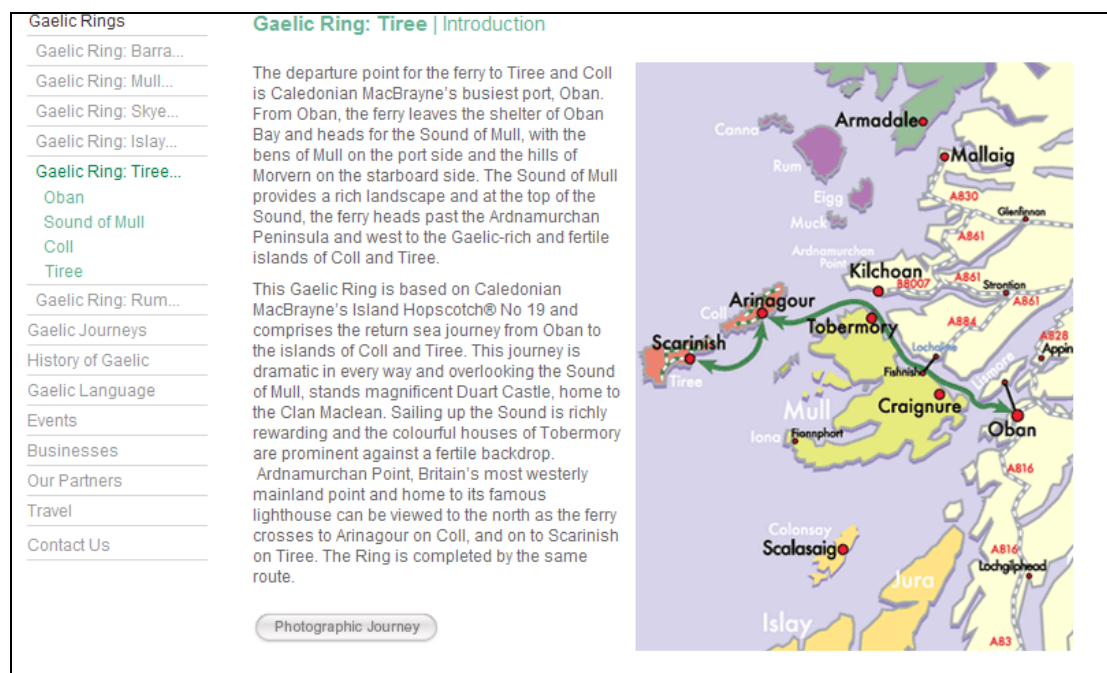 Gaelic Rings
Gaelic Ring: Barra...
Gaelic Ring: Mull...
Gaelic Ring: Skye...
Gaelic Ring: Islay...
Gaelic Ring: Tiree...
Oban
Sound of Mull
Coll
Tiree
Gaelic Ring: Rum...
Gaelic Journeys
History of Gaelic
Gaelic Language
Events
Businesses
Our Partners
Travel
Contact Us
Gaelic Ring: Tiree | Introduction
The departure point for the ferry to Tiree and Coll
is Caledonian MacBrayne's busiest port, Oban.
From Oban, the ferry leaves the shelter of Oban
Bay and heads for the Sound of Mull, with the
bens of Mull on the port side and the hills of
Morvern on the starboard side. The Sound of Mull
provides a rich landscape and at the top of the
Sound, the ferry heads past the Ardnamurchan
Peninsula and west to the Gaelic-rich and fertile
islands of Coll and Tiree.
This Gaelic Ring is based on Caledonian
MacBrayne's Island Hopscotch® No 19 and
comprises the return sea journey from Oban to
the islands of Coll and Tiree. This journey is
dramatic in every way and overlooking the Sound
of Mull, stands magnificent Duart Castle, home to
the Clan Maclean. Sailing up the Sound is richly
rewarding and the colourful houses of Tobermory
are prominent against a fertile backdrop.
Ardnamurchan Point, Britain's most westerly
mainland point and home to its famous
lighthouse can be viewed to the north as the ferry
crosses to Arinagour on Coll, and on to Scarinish
on Tiree. The Ring is completed by the same
route.
Photographic Journey
Armadale
Canna
Mallaig
Rum
A830
Eigg
Glenfinnan
Muck
A861
Ardnamurchan
Point
Kilchoan
B8007
A861
Strontian
A861
Arinagour
Coll
Tobermory
A884
A828
Scarinish
Lochaline
Appin
Tiree
Fishnish
Lismore
Mull
Craignure
Oban
Iona
Fionnphort
A816
Colonsay
Scalasaig
A816
Lochgilphead
Jura
Islay
A83